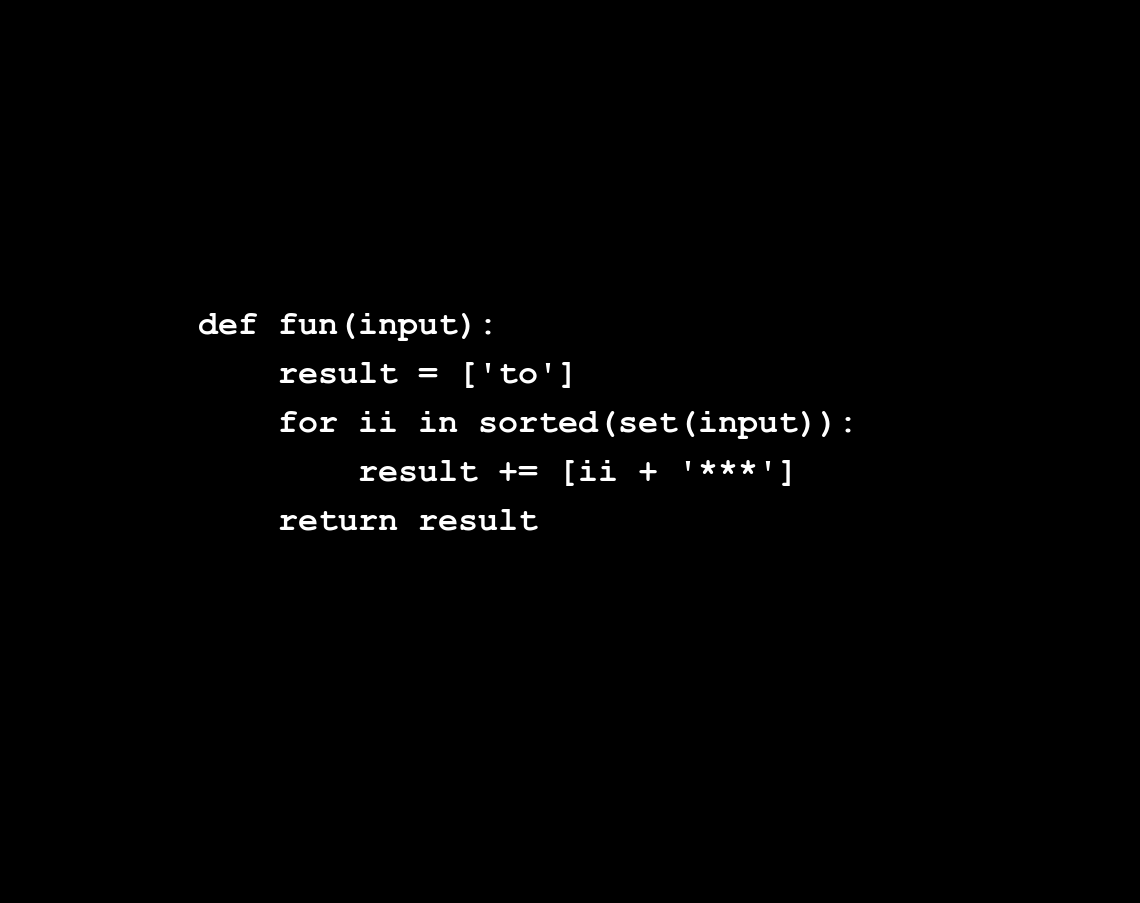 def fun(input):
    result = ['to']
    for ii in sorted(set(input)):
        result += [ii + '***']
    return result